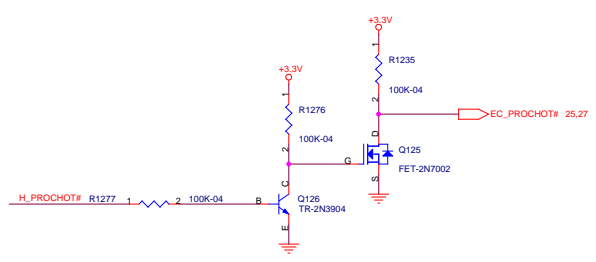 +3.3V
1
R1235
+3.3V
100K-04
1
2
EC_PROCHOT# 25,27
R1276
D
100K-04
Q125
2
G
FET-2N7002
S
C
H_PROCHOT# R1277 1 2 100K-04 B Q126
TR-2N3904
E